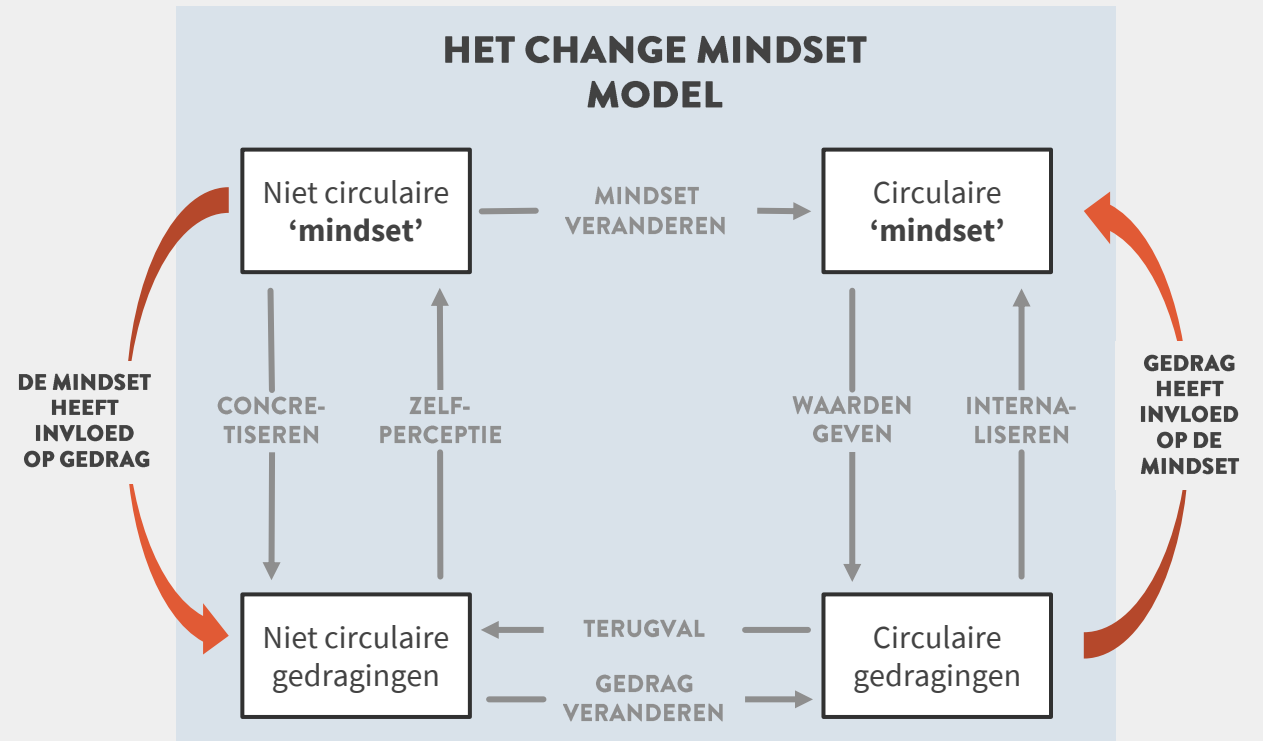 HET CHANGE MINDSET
MODEL
Niet circulaire
‘mindset’
MINDSET
VERANDEREN
Circulaire
‘mindset’
DE MINDSET
HEEFT
INVLOED
OP GEDRAG
CONCRE-
TISEREN
ZELF-
PERCEPTIE
WAARDEN
GEVEN
INTERNA-
LISEREN
GEDRAG
HEEFT
INVLOED
OP DE
MINDSET
Niet circulaire
gedragingen
TERUGVAL
GEDRAG
VERANDEREN
Circulaire
gedragingen